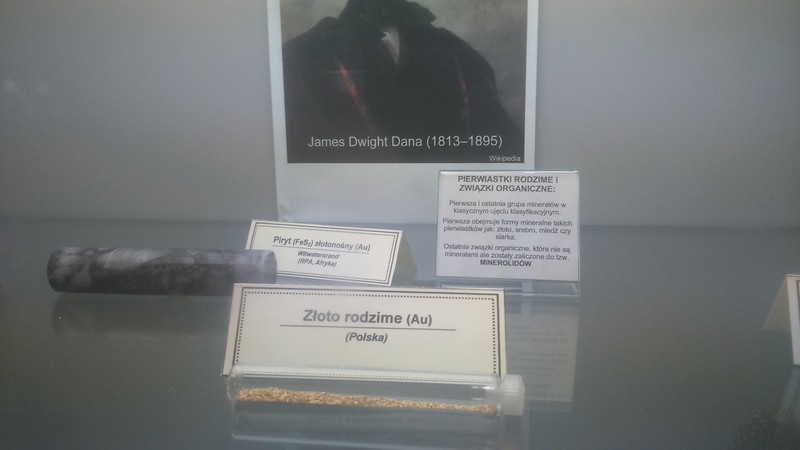 James Dwight Dana (1813–1895)
Wikipedia
PIERWIASTKI RODZIME I
ZWIĄZKI ORGANICZNE:
Pierwsza i ostatnia grupa minerałów w
klasycznym ujęciu klasyfikacyjnym.
Pierwsza obejmuje formy mineralne takich
pierwiastków jak: złoto, srebro, miedź czy
siarka.
Ostatnia związki organiczne, które nie są
minerałami ale zostały zaliczone do tzw.
MINEROLIDÓW
Piryt (FeS₂) złotonośny (Au)
Witwatersrand
(RPA, Afryka)
Złoto rodzime (Au)
(Polska)